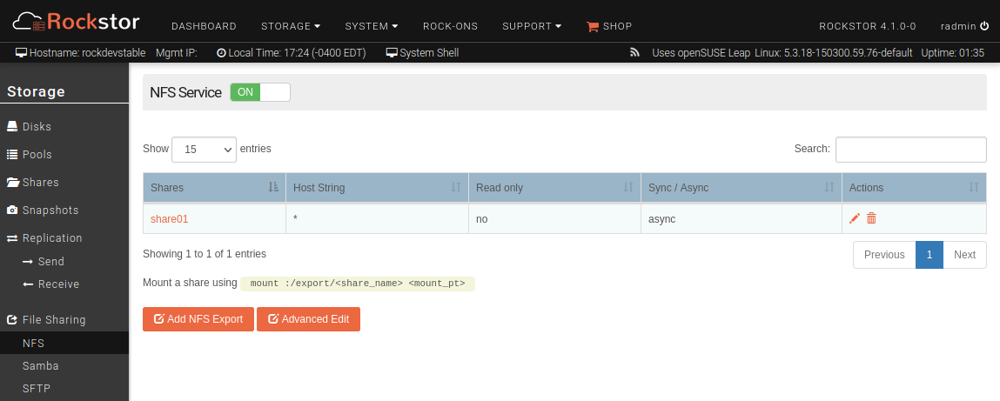 Rockstor
DASHBOARD STORAGE SYSTEM ROCK-ONS SUPPORT SHOP ROCKSTOR 4.1.0-0 radmin
Hostname: rockdevstable Mgmt IP: Local Time: 17:24 (-0400 EDT) System Shell Uses openSUSE Leap Linux: 5.3.18-150300.59.76-default Uptime: 01:35
Storage
Disks
Pools
Shares
Snapshots
Replication
Send
Receive
File Sharing
NFS
Samba
SFTP
NFS Service ON
Show 15 entries Search:
Shares Host String Read only Sync / Async Actions
share01 * no async
Showing 1 to 1 of 1 entries Previous 1 Next
Mount a share using mount :/export/<share_name> <mount_pt>
Add NFS Export Advanced Edit